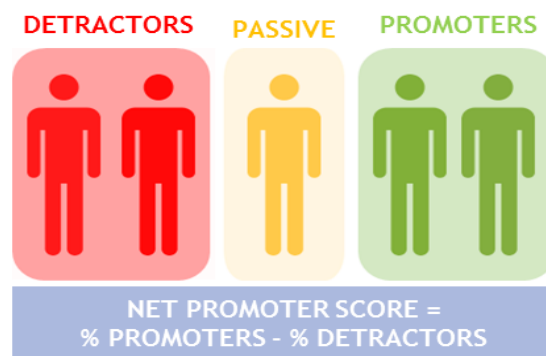 DETRACTORS
PASSIVE
PROMOTERS
NET PROMOTER SCORE =
% PROMOTERS - % DETRACTORS